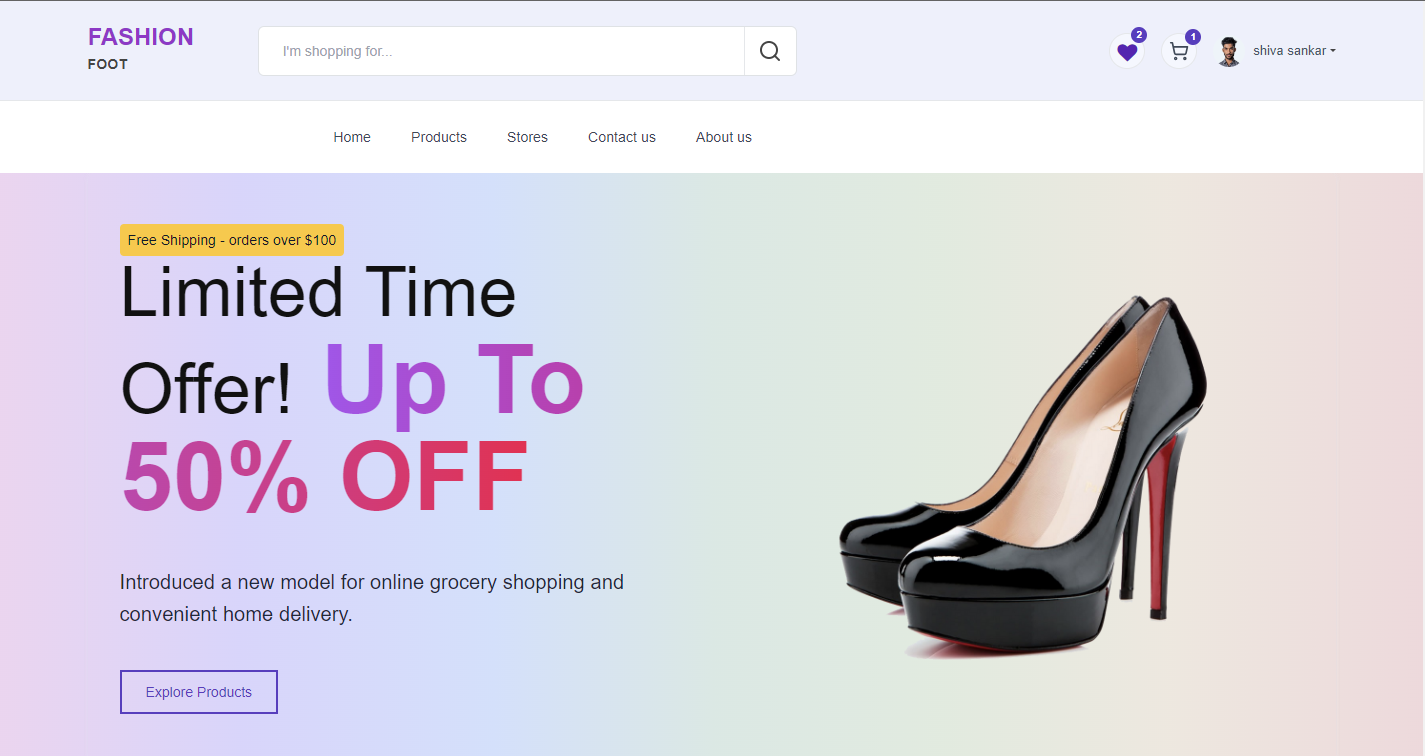 FASHION
FOOT
I'm shopping for...
2
1
shiva sankar
Home
Products
Stores
Contact us
About us
Free Shipping - orders over $100
Limited Time
Offer! Up To
50% OFF
Introduced a new model for online grocery shopping and
convenient home delivery.
Explore Products